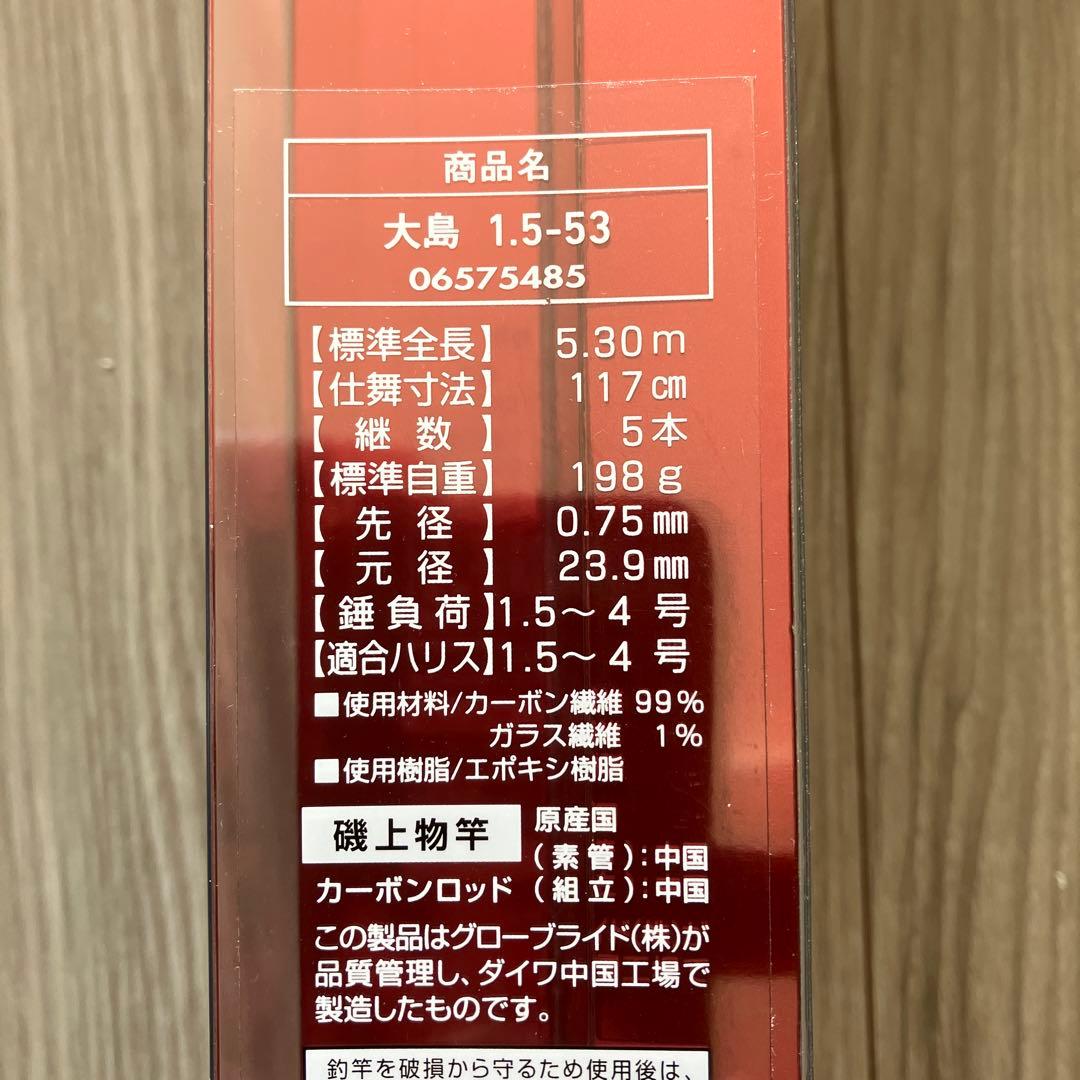 商品名
大島 1.5-53
06575485
【標準全長】 5.30m
【仕舞寸法】 117cm
【継数】 5本
【標準自重】 198g
【先径】 0.75mm
【元径】 23.9mm
【錘負荷】1.5～4号
【適合ハリス】1.5～4号
■使用材料/カーボン繊維 99%
ガラス繊維 1%
■使用樹脂/エポキシ樹脂
磯上物竿 原産国
(素管):中国
カーボンロッド (組立):中国
この製品はグローブライド(株)が
品質管理し、ダイワ中国工場で
製造したものです。
釣竿を破損から守るため使用後は、